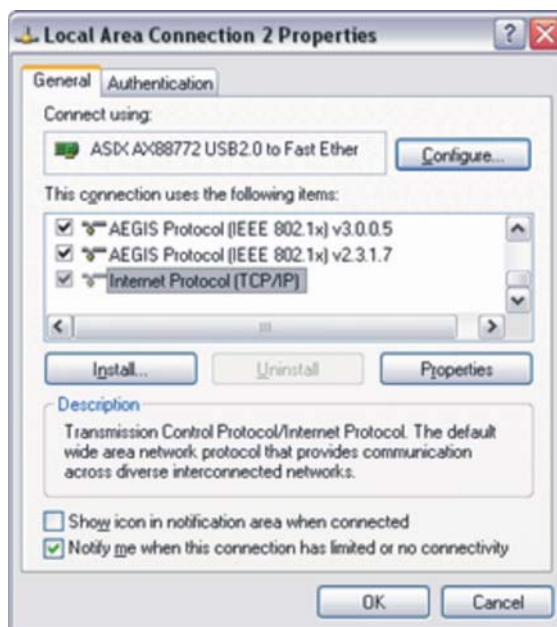 Local Area Connection 2 Properties
General Authentication
Connect using:
ASIX AX88772 USB2.0 to Fast Ether
Configure...
This connection uses the following items:
AEGIS Protocol (IEEE 802.1x) v3.0.0.5
AEGIS Protocol (IEEE 802.1x) v2.3.1.7
Internet Protocol (TCP/IP)
Install... Uninstall Properties
Description
Transmission Control Protocol/Internet Protocol. The default
wide area network protocol that provides communication
across diverse interconnected networks.
Show icon in notification area when connected
Notify me when this connection has limited or no connectivity
OK Cancel